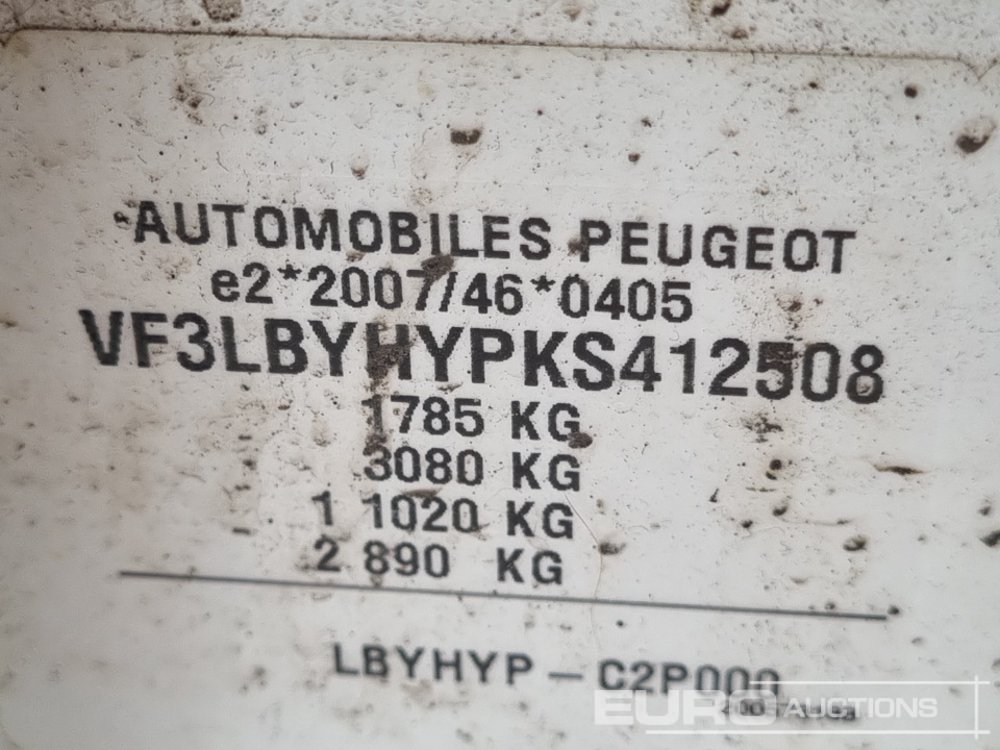 AUTOMOBILES PEUGEOT
e2*2007/46*0405
VF3LBYHYPKS412508
1785 KG
3080 KG
1 1020 KG
2 890 KG
LBYHYP – C2P000
EURO AUCTIONS